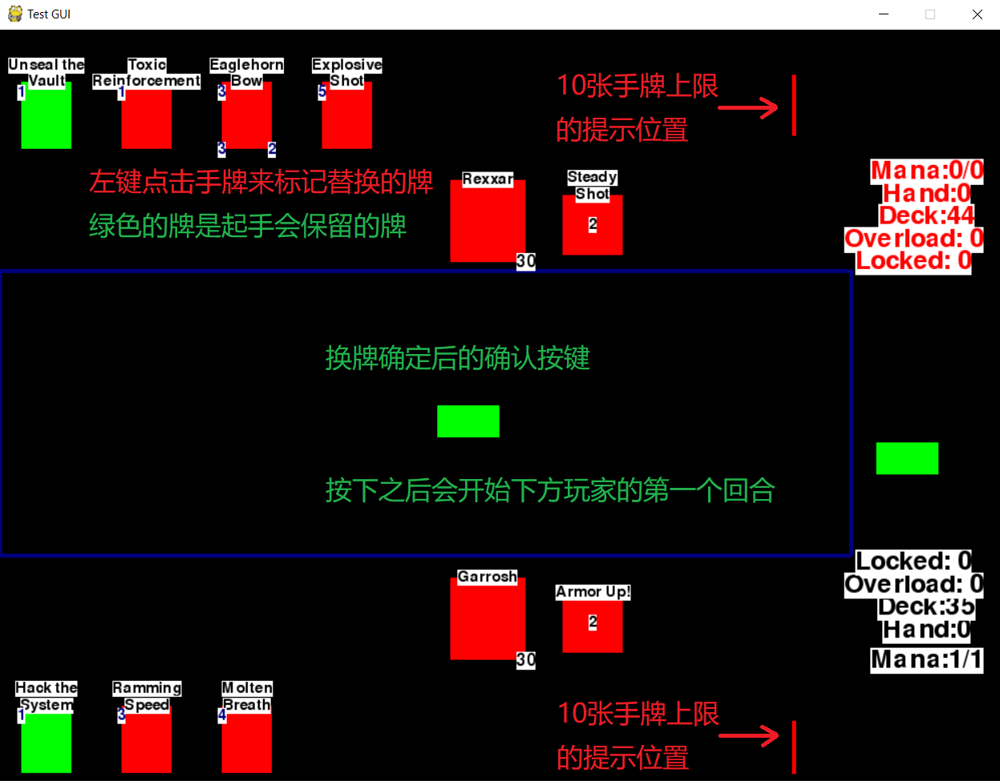 Test GUI
Unseal the
Vault
1
Toxic
Reinforcement
1
Eaglehorn
Bow
3
3
2
Explosive
Shot
5
10张手牌上限
的提示位置
左键点击手牌来标记替换的牌
绿色的牌是起手会保留的牌
Rexxar
30
Steady
Shot
2
Mana:0/0
Hand:0
Deck:44
Overload: 0
Locked: 0
换牌确定后的确认按键
按下之后会开始下方玩家的第一个回合
Locked: 0
Overload: 0
Deck:35
Hand:0
Mana:1/1
Garrosh
30
Armor Up!
2
Hack the
System
1
Ramming
Speed
3
Molten
Breath
4
10张手牌上限
的提示位置